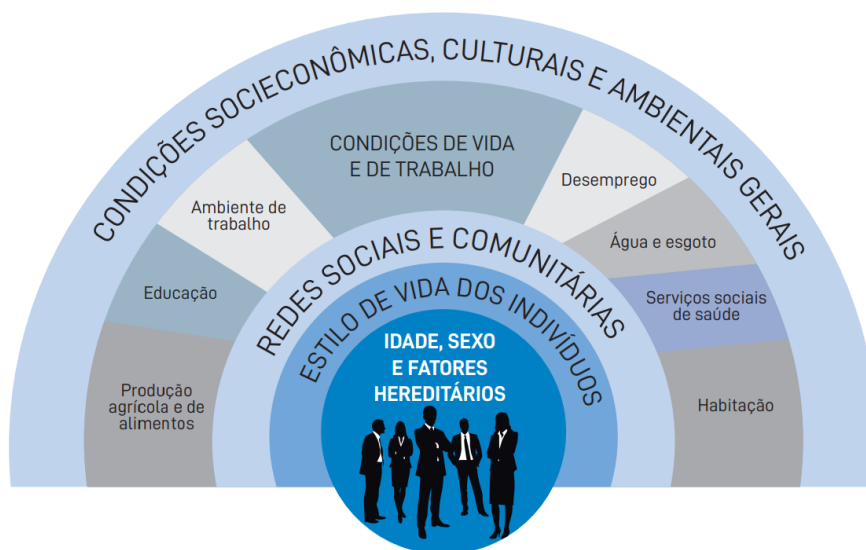 CONDIÇÕES SOCIECONÔMICAS, CULTURAIS E AMBIENTAIS GERAIS
CONDIÇÕES DE VIDA
E DE TRABALHO
Produção
agrícola e de
alimentos
Educação
Ambiente de
trabalho
Desemprego
Água e esgoto
Serviços sociais
de saúde
Habitação
REDES SOCIAIS E COMUNITÁRIAS
ESTILO DE VIDA DOS INDIVÍDUOS
IDADE, SEXO
E FATORES
HEREDITÁRIOS